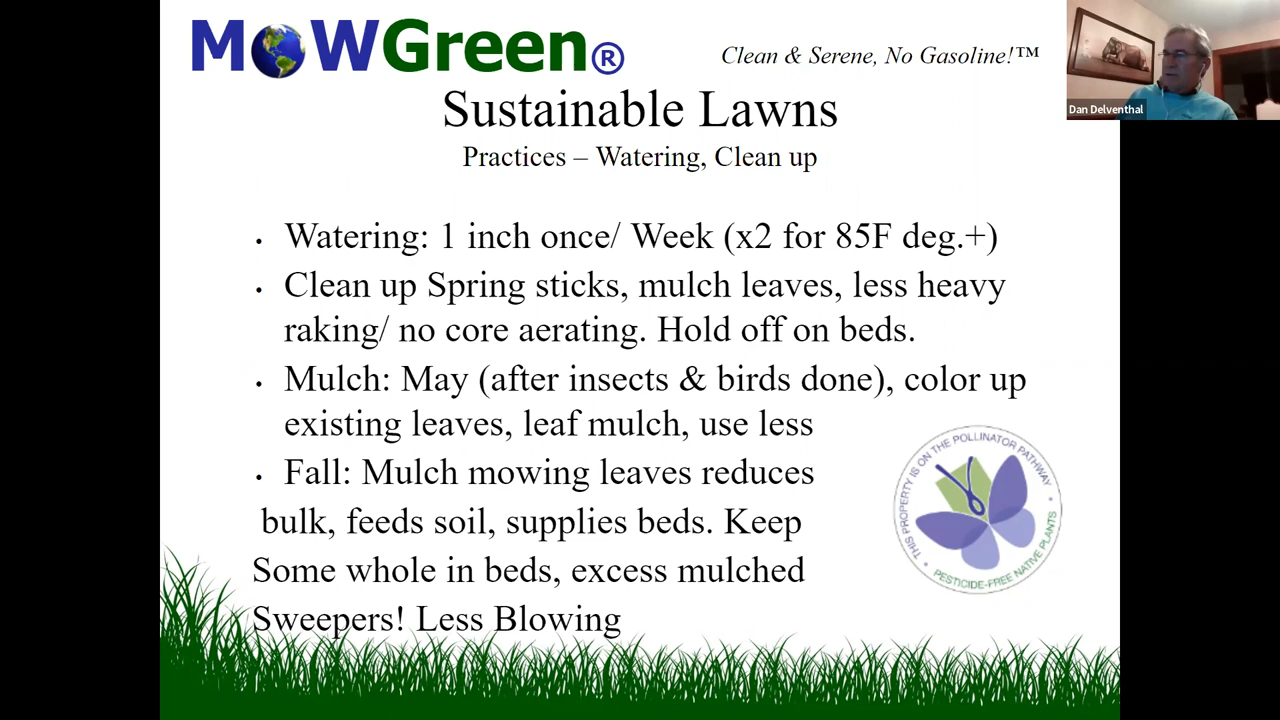 MOWGreen®
Clean & Serene, No Gasoline!™
Dan Delventhal
Sustainable Lawns
Practices – Watering, Clean up
• Watering: 1 inch once/ Week (x2 for 85F deg.+)
• Clean up Spring sticks, mulch leaves, less heavy
raking/ no core aerating. Hold off on beds.
• Mulch: May (after insects & birds done), color up
existing leaves, leaf mulch, use less
• Fall: Mulch mowing leaves reduces
bulk, feeds soil, supplies beds. Keep
Some whole in beds, excess mulched
Sweepers! Less Blowing
THIS PROPERTY IS ON THE POLLINATOR PATHWAY
• PESTICIDE-FREE NATIVE PLANTS •